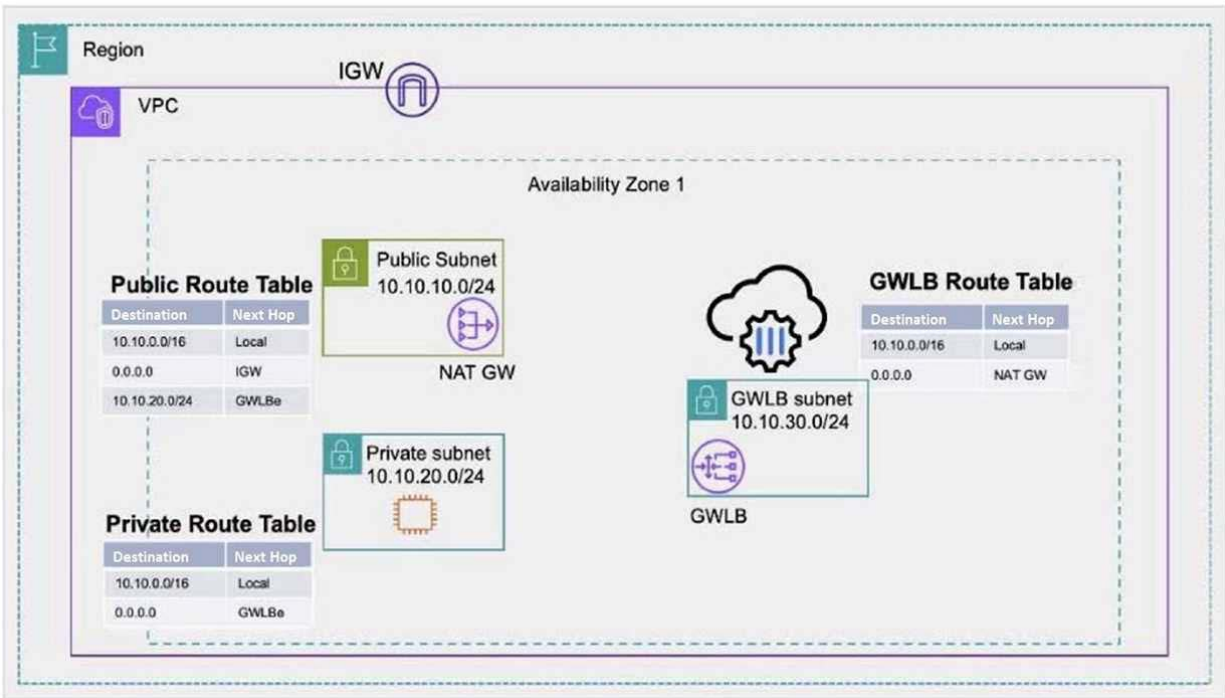 Region
IGW
VPC
Availability Zone 1
Public Subnet
10.10.10.0/24
NAT GW
Public Route Table
Destination Next Hop
10.10.0.0/16 Local
0.0.0.0 IGW
10.10.20.0/24 GWLBe
GWLB Route Table
Destination Next Hop
10.10.0.0/16 Local
0.0.0.0 NAT GW
GWLB subnet
10.10.30.0/24
GWLB
Private subnet
10.10.20.0/24
Private Route Table
Destination Next Hop
10.10.0.0/16 Local
0.0.0.0 GWLBe